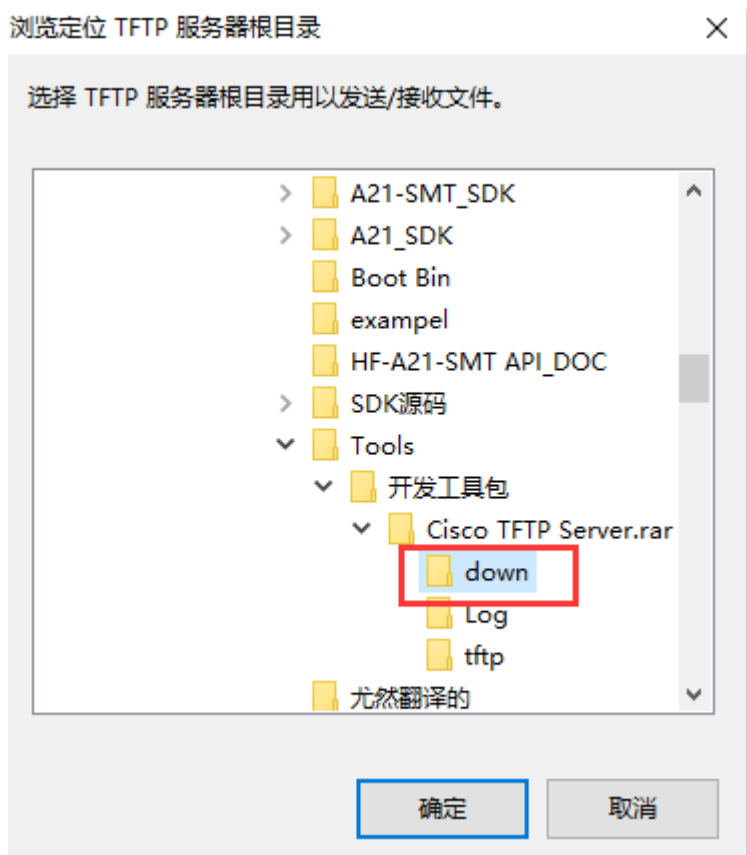 浏览定位 TFTP 服务器根目录
选择 TFTP 服务器根目录用以发送/接收文件。
A21-SMT_SDK
A21_SDK
Boot Bin
exampel
HF-A21-SMT API_DOC
SDK源码
Tools
开发工具包
Cisco TFTP Server.rar
down
Log
tftp
尤然翻译的
确定 取消